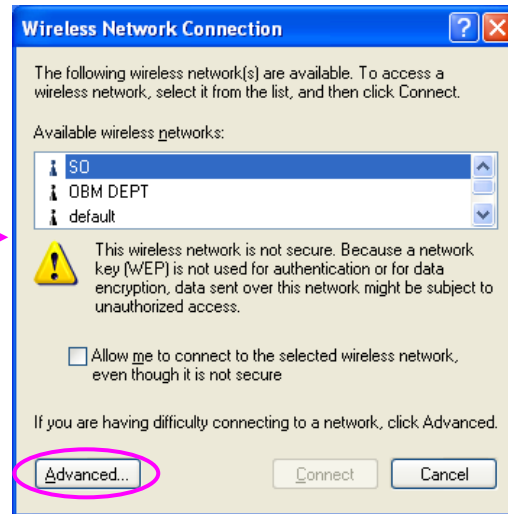 Wireless Network Connection
The following wireless network(s) are available. To access a
wireless network, select it from the list, and then click Connect.
Available wireless networks:
SO
OBM DEPT
default
This wireless network is not secure. Because a network
key (WEP) is not used for authentication or for data
encryption, data sent over this network might be subject to
unauthorized access.
Allow me to connect to the selected wireless network,
even though it is not secure
If you are having difficulty connecting to a network, click Advanced.
Advanced... Connect Cancel